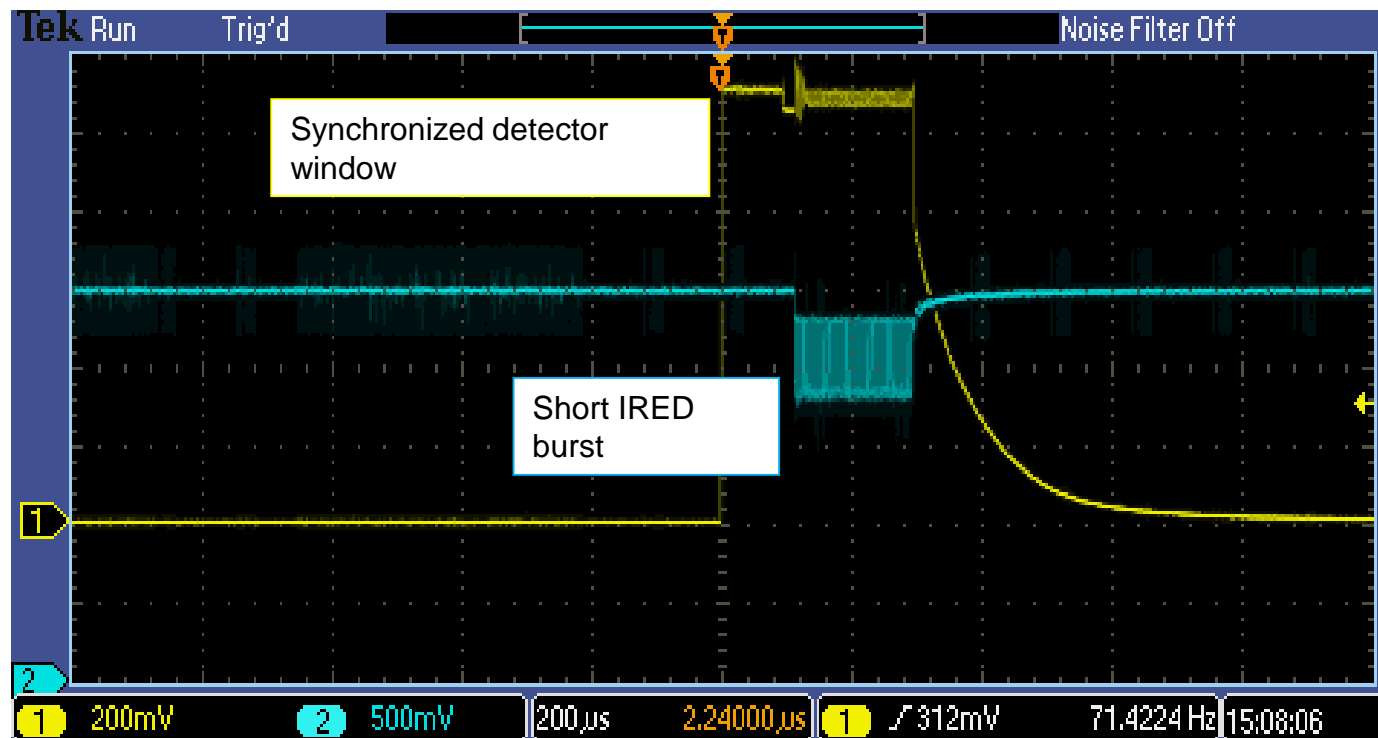 Tek Run Trig'd Noise Filter Off
T
T
Synchronized detector
window
Short IRED
burst
1
2
1 200mV 2 500mV 200µs 2.24000µs 1 312mV 71.4224 Hz 15:08:06